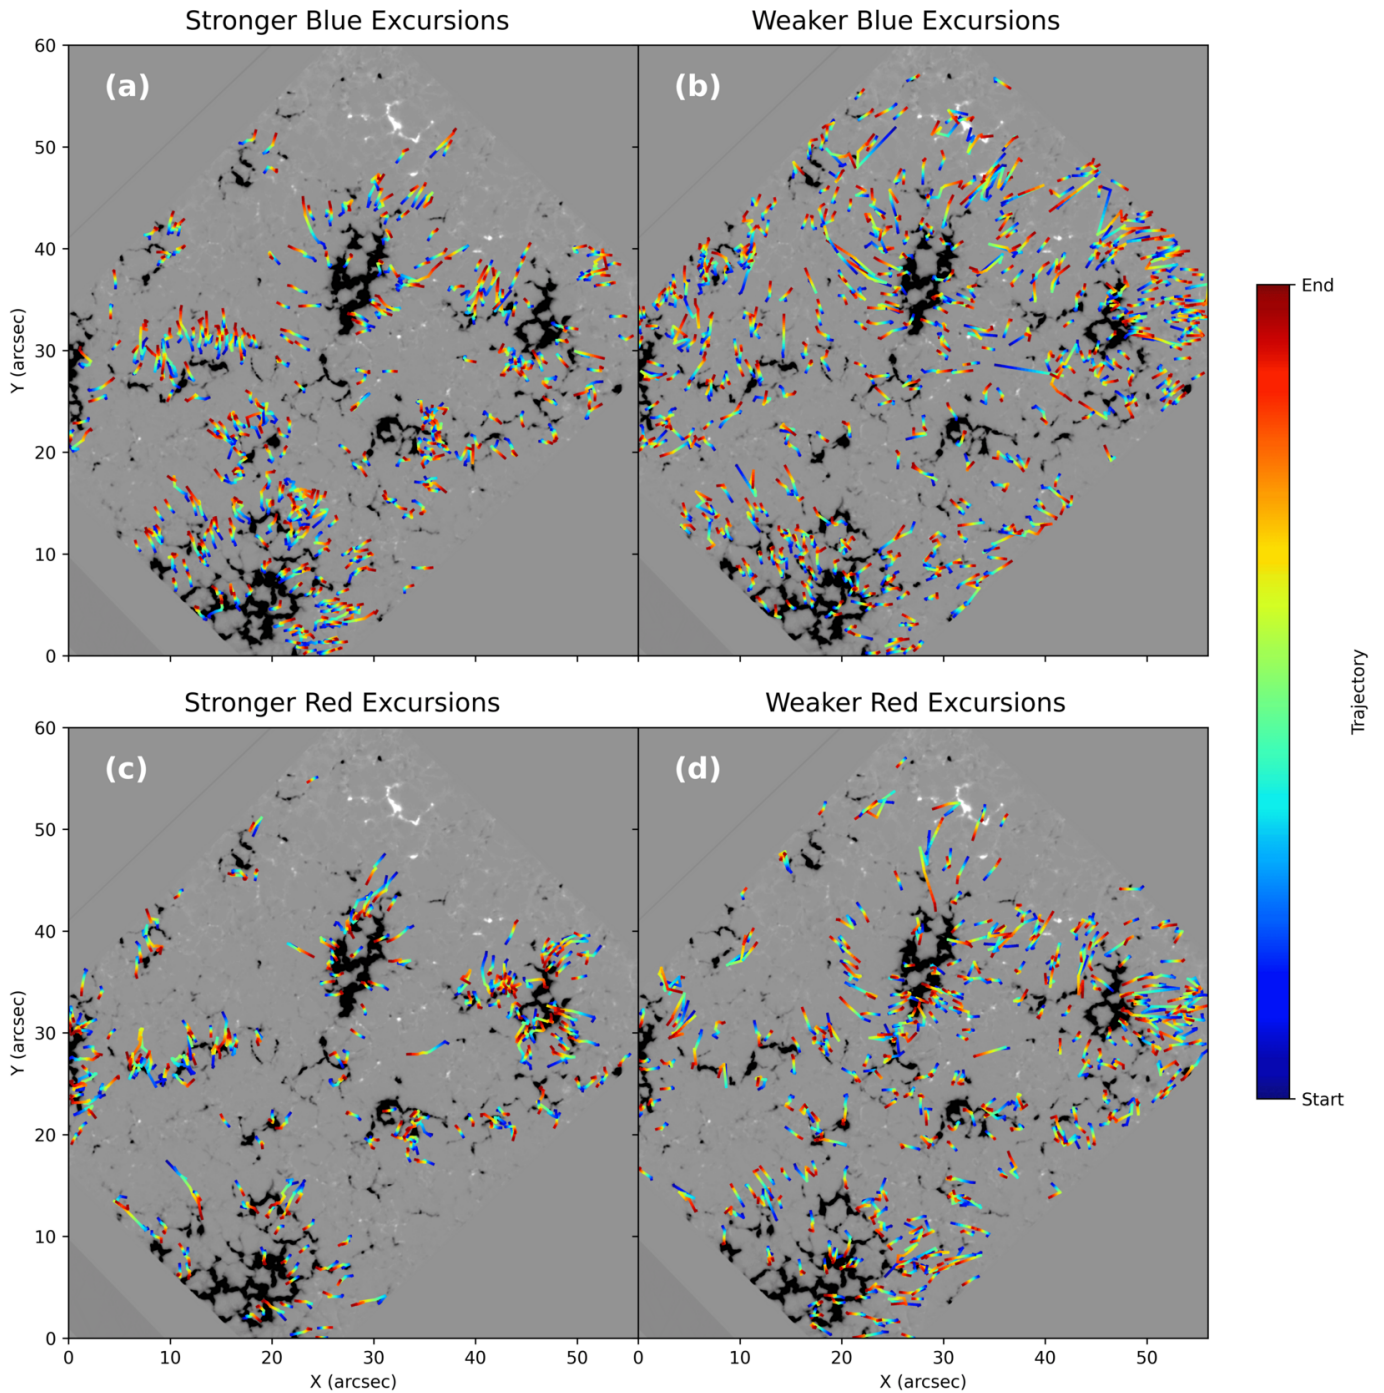 Stronger Blue Excursions
Weaker Blue Excursions
(a)
(b)
60
50
40
30
20
10
0
Y (arcsec)
End
Start
Trajectory
Stronger Red Excursions
Weaker Red Excursions
(c)
(d)
60
50
40
30
20
10
0
Y (arcsec)
0 10 20 30 40 50
10 20 30 40 50
X (arcsec)
X (arcsec)